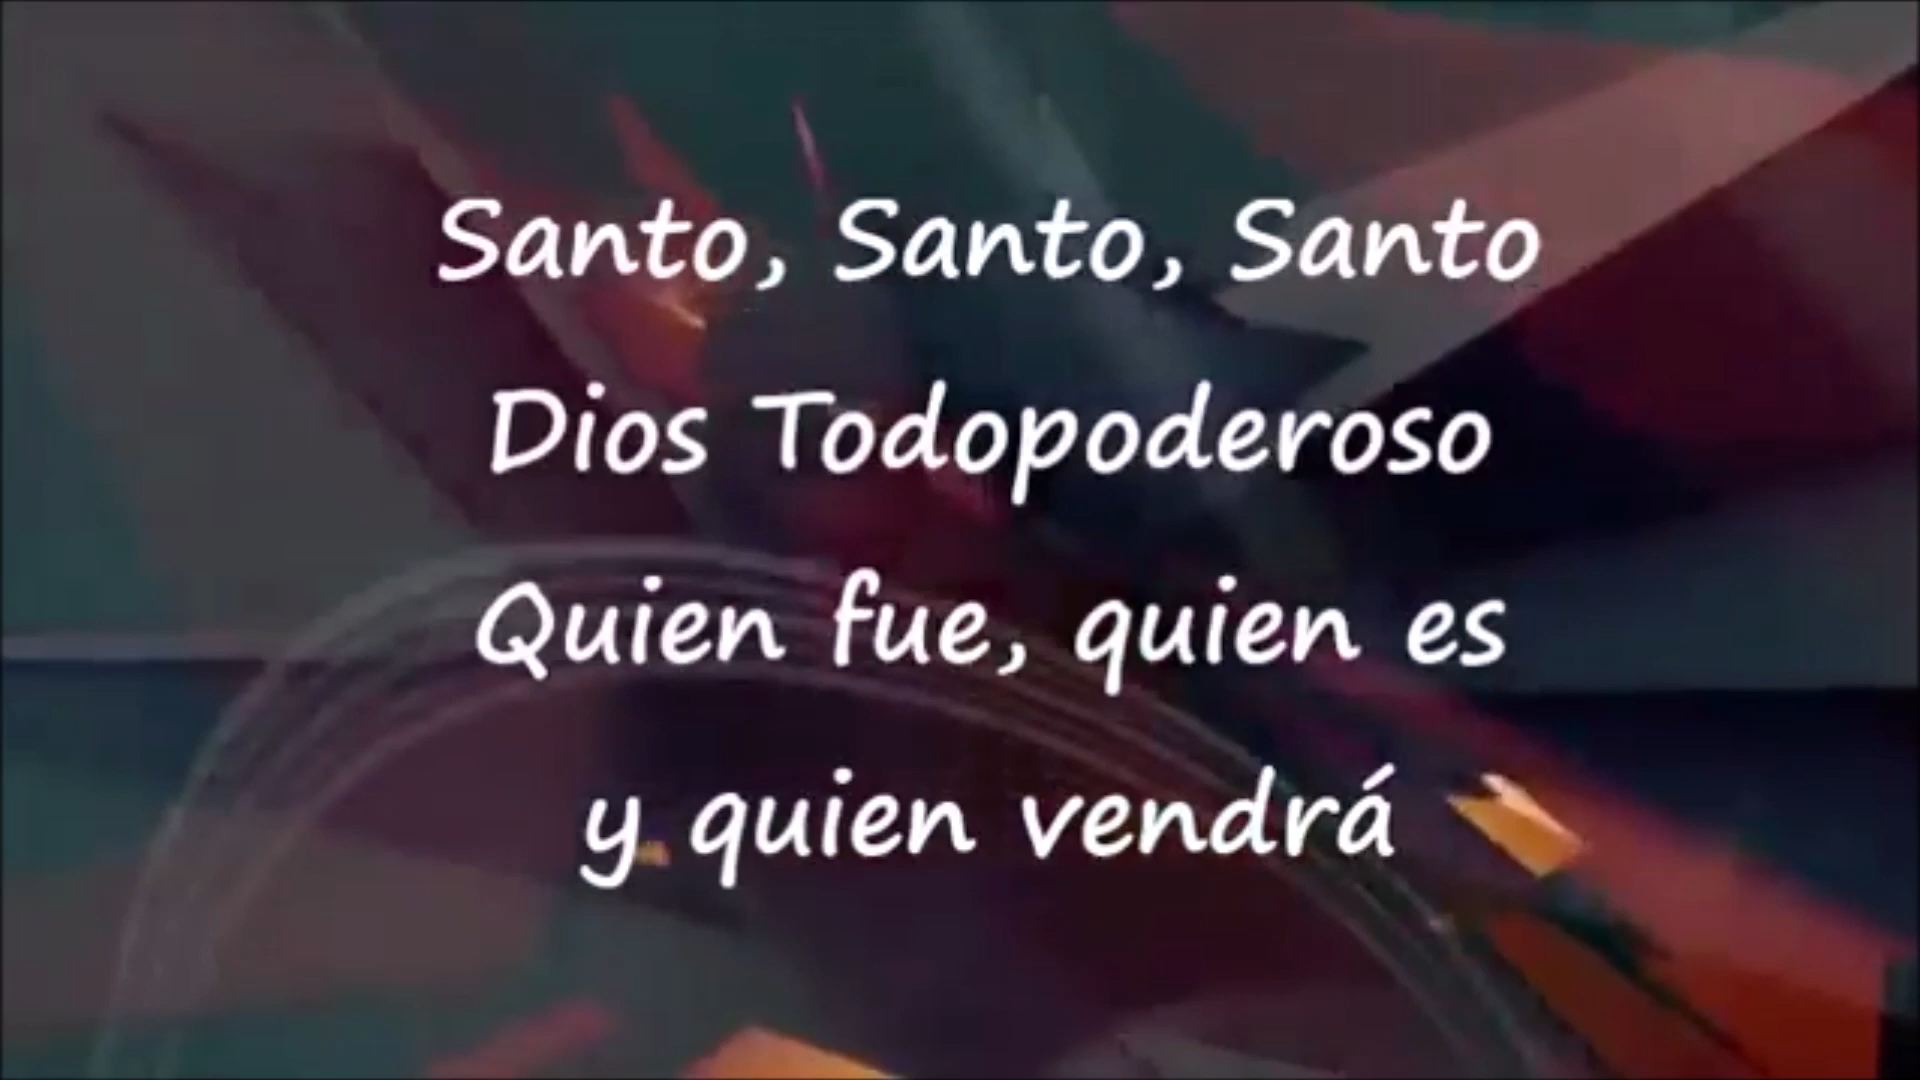 Santo, Santo, Santo
Dios Todopoderoso
Quien fue, quien es
y quien vendrá